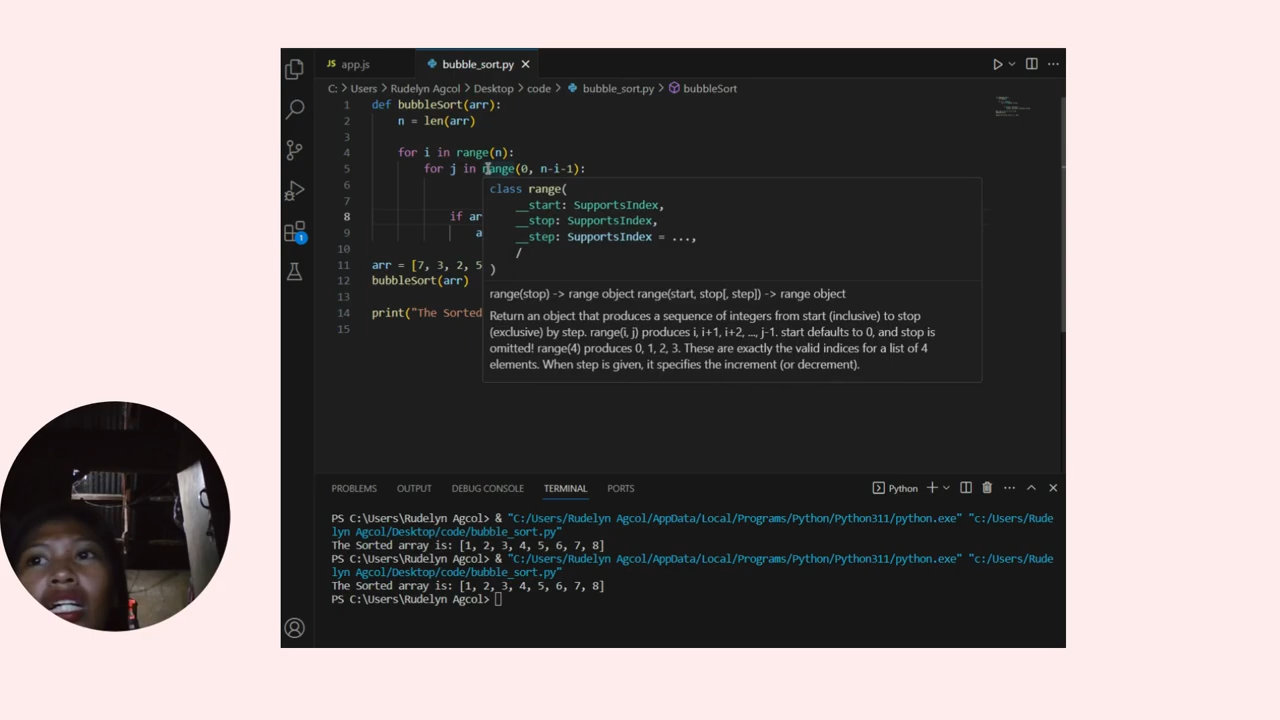 JS app.js
bubble_sort.py
C: > Users > Rudelyn Agcol > Desktop > code > bubble_sort.py > bubbleSort
1 def bubbleSort(arr):
2 n = len(arr)
3
4 for i in range(n):
5 for j in range(0, n-i-1):
6
7
8 if ar
9 a
10
11 arr = [7, 3, 2, 5
12 bubbleSort(arr)
13
14 print("The Sorted
15
class range(
__start: SupportsIndex,
__stop: SupportsIndex,
__step: SupportsIndex = ...,
/
)
range(stop) -> range object range(start, stop[, step]) -> range object
Return an object that produces a sequence of integers from start (inclusive) to stop
(exclusive) by step. range(i, j) produces i, i+1, i+2, ..., j-1. start defaults to 0, and stop is
omitted! range(4) produces 0, 1, 2, 3. These are exactly the valid indices for a list of 4
elements. When step is given, it specifies the increment (or decrement).
1
PROBLEMS OUTPUT DEBUG CONSOLE TERMINAL PORTS
Python
PS C:\Users\Rudelyn Agcol> & "C:/Users/Rudelyn Agcol/AppData/Local/Programs/Python/Python311/python.exe" "c:/Users/Rude
lyn Agcol/Desktop/code/bubble_sort.py"
The Sorted array is: [1, 2, 3, 4, 5, 6, 7, 8]
PS C:\Users\Rudelyn Agcol> & "C:/Users/Rudelyn Agcol/AppData/Local/Programs/Python/Python311/python.exe" "c:/Users/Rude
lyn Agcol/Desktop/code/bubble_sort.py"
The Sorted array is: [1, 2, 3, 4, 5, 6, 7, 8]
PS C:\Users\Rudelyn Agcol>